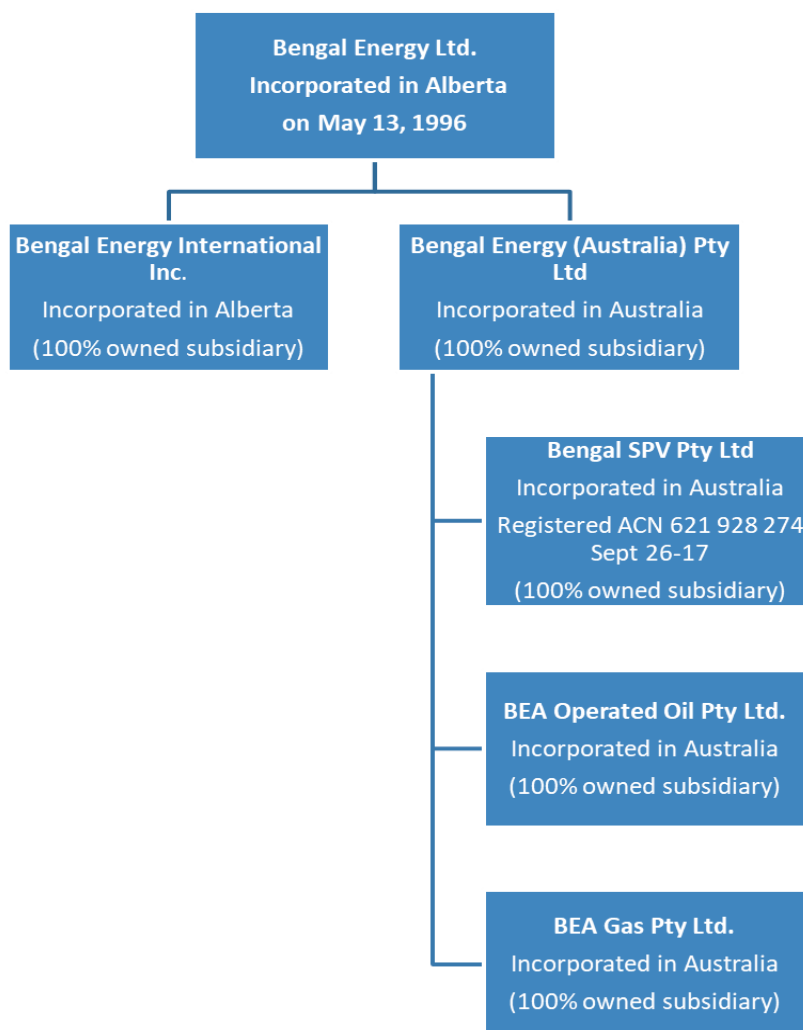 Bengal Energy Ltd.
Incorporated in Alberta
on May 13, 1996
Bengal Energy International
Inc.
Incorporated in Alberta
(100% owned subsidiary)
Bengal Energy (Australia) Pty
Ltd
Incorporated in Australia
(100% owned subsidiary)
Bengal SPV Pty Ltd
Incorporated in Australia
Registered ACN 621 928 274
Sept 26-17
(100% owned subsidiary)
BEA Operated Oil Pty Ltd.
Incorporated in Australia
(100% owned subsidiary)
BEA Gas Pty Ltd.
Incorporated in Australia
(100% owned subsidiary)